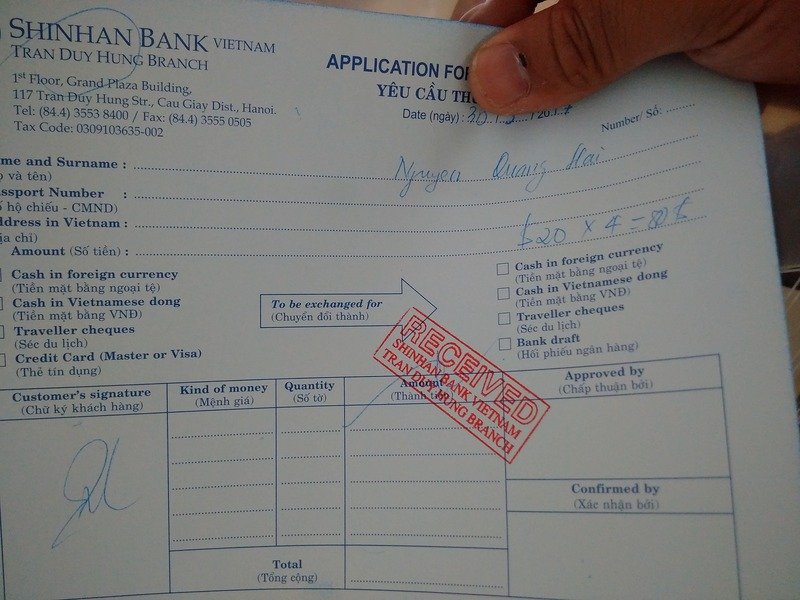 SHINHAN BANK VIETNAM
TRAN DUY HUNG BRANCH
1st Floor, Grand Plaza Building,
117 Tran Duy Hung Str., Cau Giay Dist., Hanoi.
Tel: (84.4) 3553 8400 / Fax: (84.4) 3555 0505
Tax Code: 0309103635-002
APPLICATION FO
YÊU CẦU TH
Date (ngày) : 20
Number/ Số: ........
me and Surname : Nguyen Quang Hai
và tên)
assport Number :
hộ chiếu - CMND)
ddress in Vietnam :
ịa chỉ)
Amount (Số tiền) : $20 x 4 = 80 $
Cash in foreign currency
(Tiền mặt bằng ngoại tệ)
Cash in Vietnamese dong
(Tiền mặt bằng VNĐ)
Traveller cheques
(Séc du lịch)
Credit Card (Master or Visa)
(Thẻ tín dụng)
To be exchanged for
(Chuyển đổi thành)
Cash in foreign currency
(Tiền mặt bằng ngoại tệ)
Cash in Vietnamese dong
(Tiền mặt bằng VNĐ)
Traveller cheques
(Séc du lịch)
Bank draft
(Hối phiếu ngân hàng)
RECEIVED
SHINHAN BANK VIETNAM
TRAN DUY HUNG BRANCH
Customer's signature
(Chữ ký khách hàng)
Kind of money
(Mệnh giá)
Quantity
(Số tờ)
Amount
(Thành
Approved by
(Chấp thuận bởi)
Confirmed by
(Xác nhận bởi)
Total
(Tổng cộng)